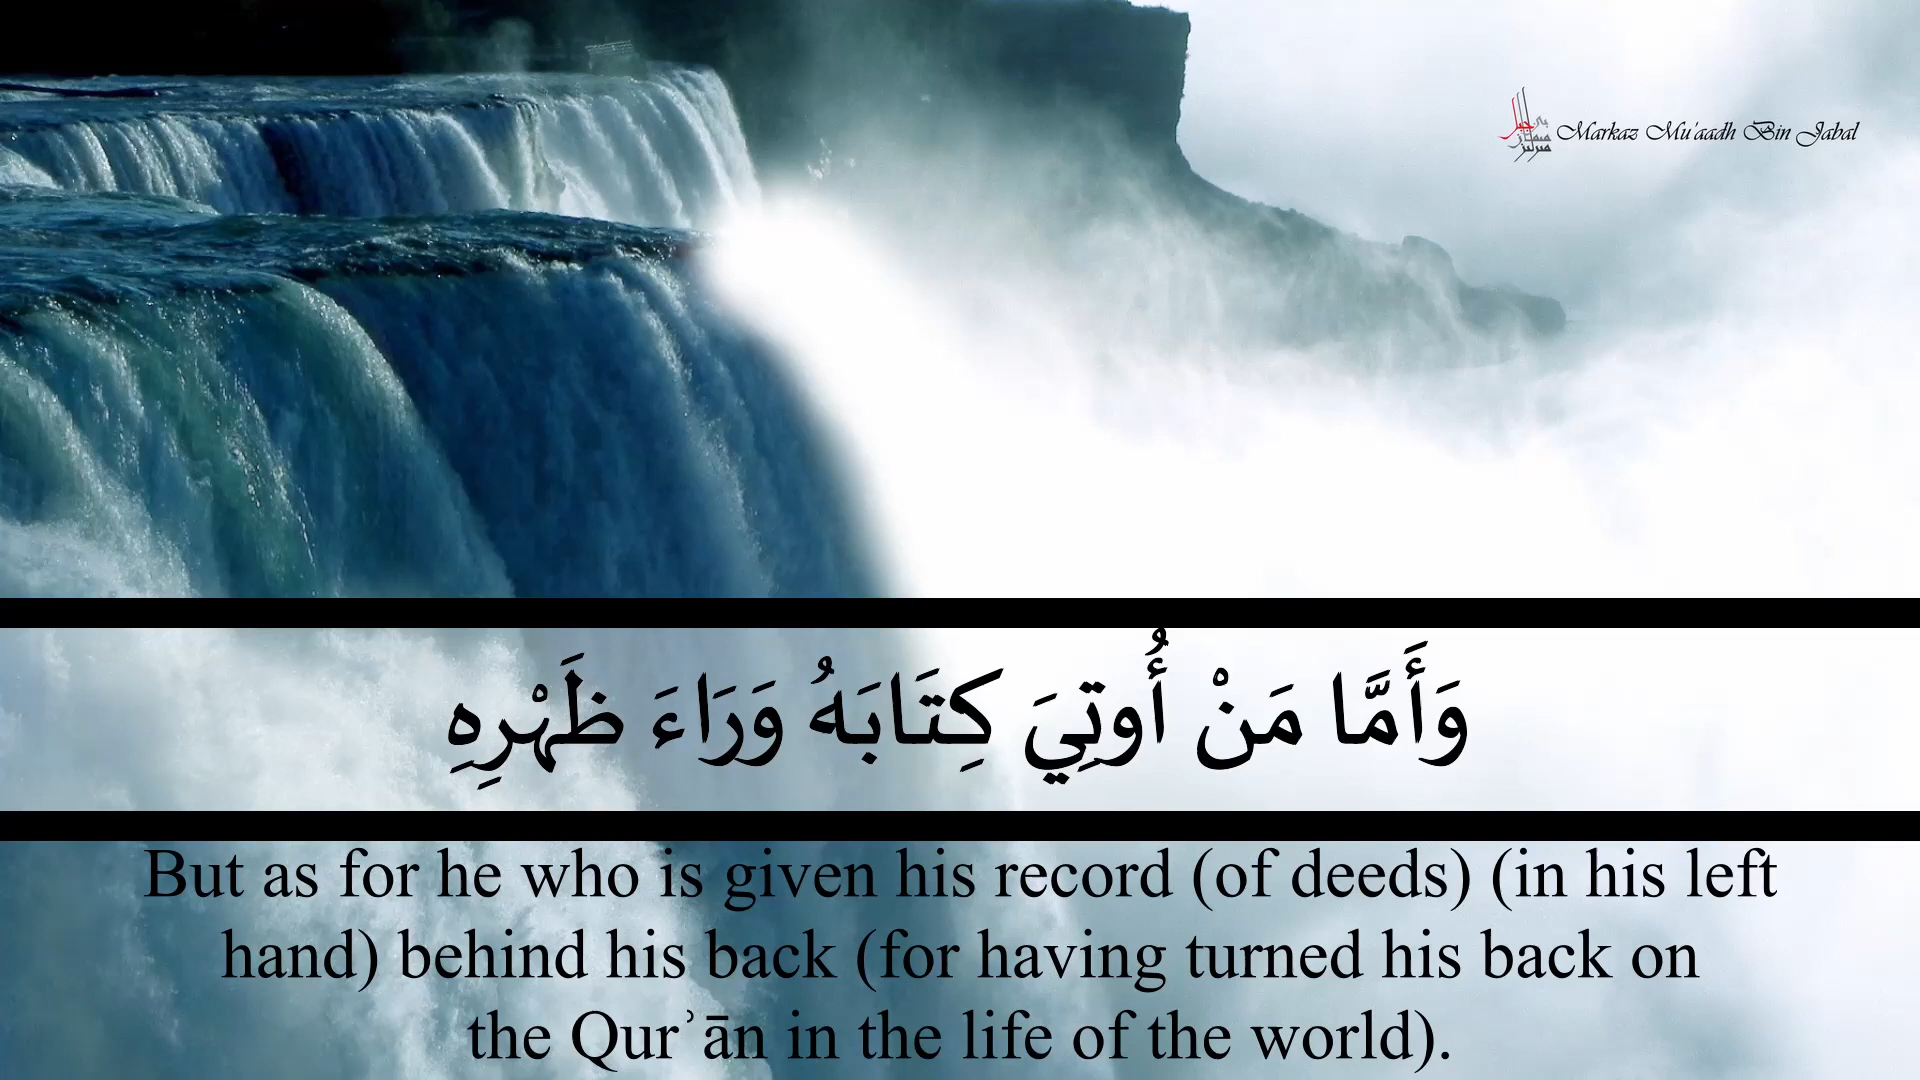 Markaz Mu'aadh Bin Jabal
وَأَمَّا مَنْ أُوتِيَ كِتَابَهُ وَرَاءَ ظَهْرِهِ
But as for he who is given his record (of deeds) (in his left
hand) behind his back (for having turned his back on
the Qurʾān in the life of the world).